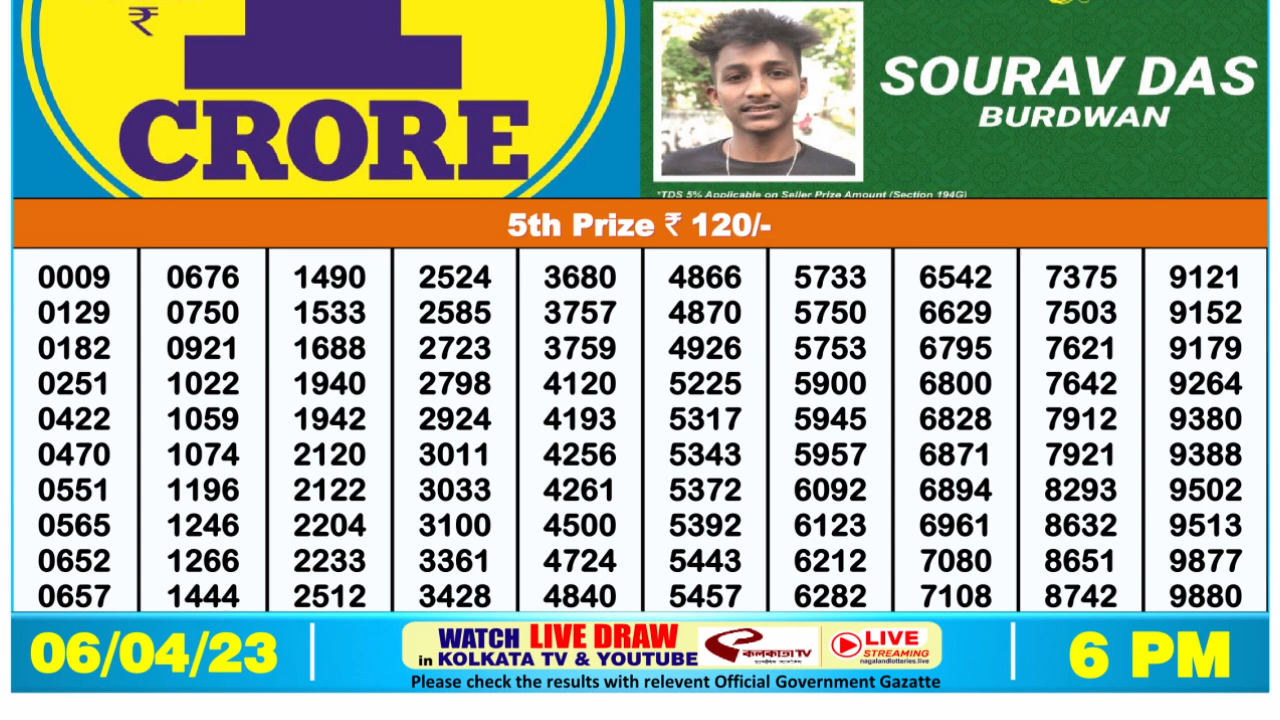 ₹
1
CRORE
SOURAV DAS
BURDWAN
*TDS 5% Applicable on Seller Prize Amount (Section 194G)
5th Prize ₹ 120/-
0009 0676 1490 2524 3680 4866 5733 6542 7375 9121
0129 0750 1533 2585 3757 4870 5750 6629 7503 9152
0182 0921 1688 2723 3759 4926 5753 6795 7621 9179
0251 1022 1940 2798 4120 5225 5900 6800 7642 9264
0422 1059 1942 2924 4193 5317 5945 6828 7912 9380
0470 1074 2120 3011 4256 5343 5957 6871 7921 9388
0551 1196 2122 3033 4261 5372 6092 6894 8293 9502
0565 1246 2204 3100 4500 5392 6123 6961 8632 9513
0652 1266 2233 3361 4724 5443 6212 7080 8651 9877
0657 1444 2512 3428 4840 5457 6282 7108 8742 9880
06/04/23
WATCH LIVE DRAW
in KOLKATA TV & YOUTUBE
কলকাতা TV
LIVE
STREAMING
nagalandlotteries.live
Please check the results with relevent Official Government Gazatte
6 PM